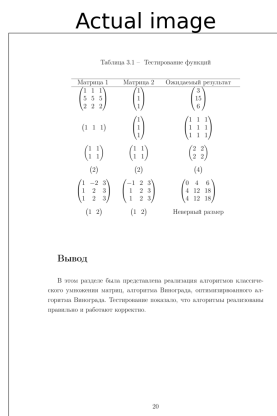 Actual image
Таблица 3.1 – Тестирование функций
Матрица 1 Матрица 2 Ожидаемый результат
(1 1 1) (1) (3)
(5 5 5) (1) (15)
(2 2 2) (1) (6)
(1 1 1) (1 1 1) (1 1 1) (1 1 1)
(1 1) (1 1) (2 2)
(1 1) (1 1) (2 2)
(2) (2) (4)
(1 −2 3) (−1 2 3) (0 4 6)
(1 2 3) (1 2 3) (4 12 18)
(1 2 3) (1 2 3) (4 12 18)
(1 2) (1 2) Неверный размер
Вывод
В этом разделе была представлена реализация алгоритмов классического
умножения матриц, алгоритма Винограда, оптимизированного ал-
горитма Винограда. Тестирование показало, что алгоритмы реализованы
правильно и работают корректно.
20